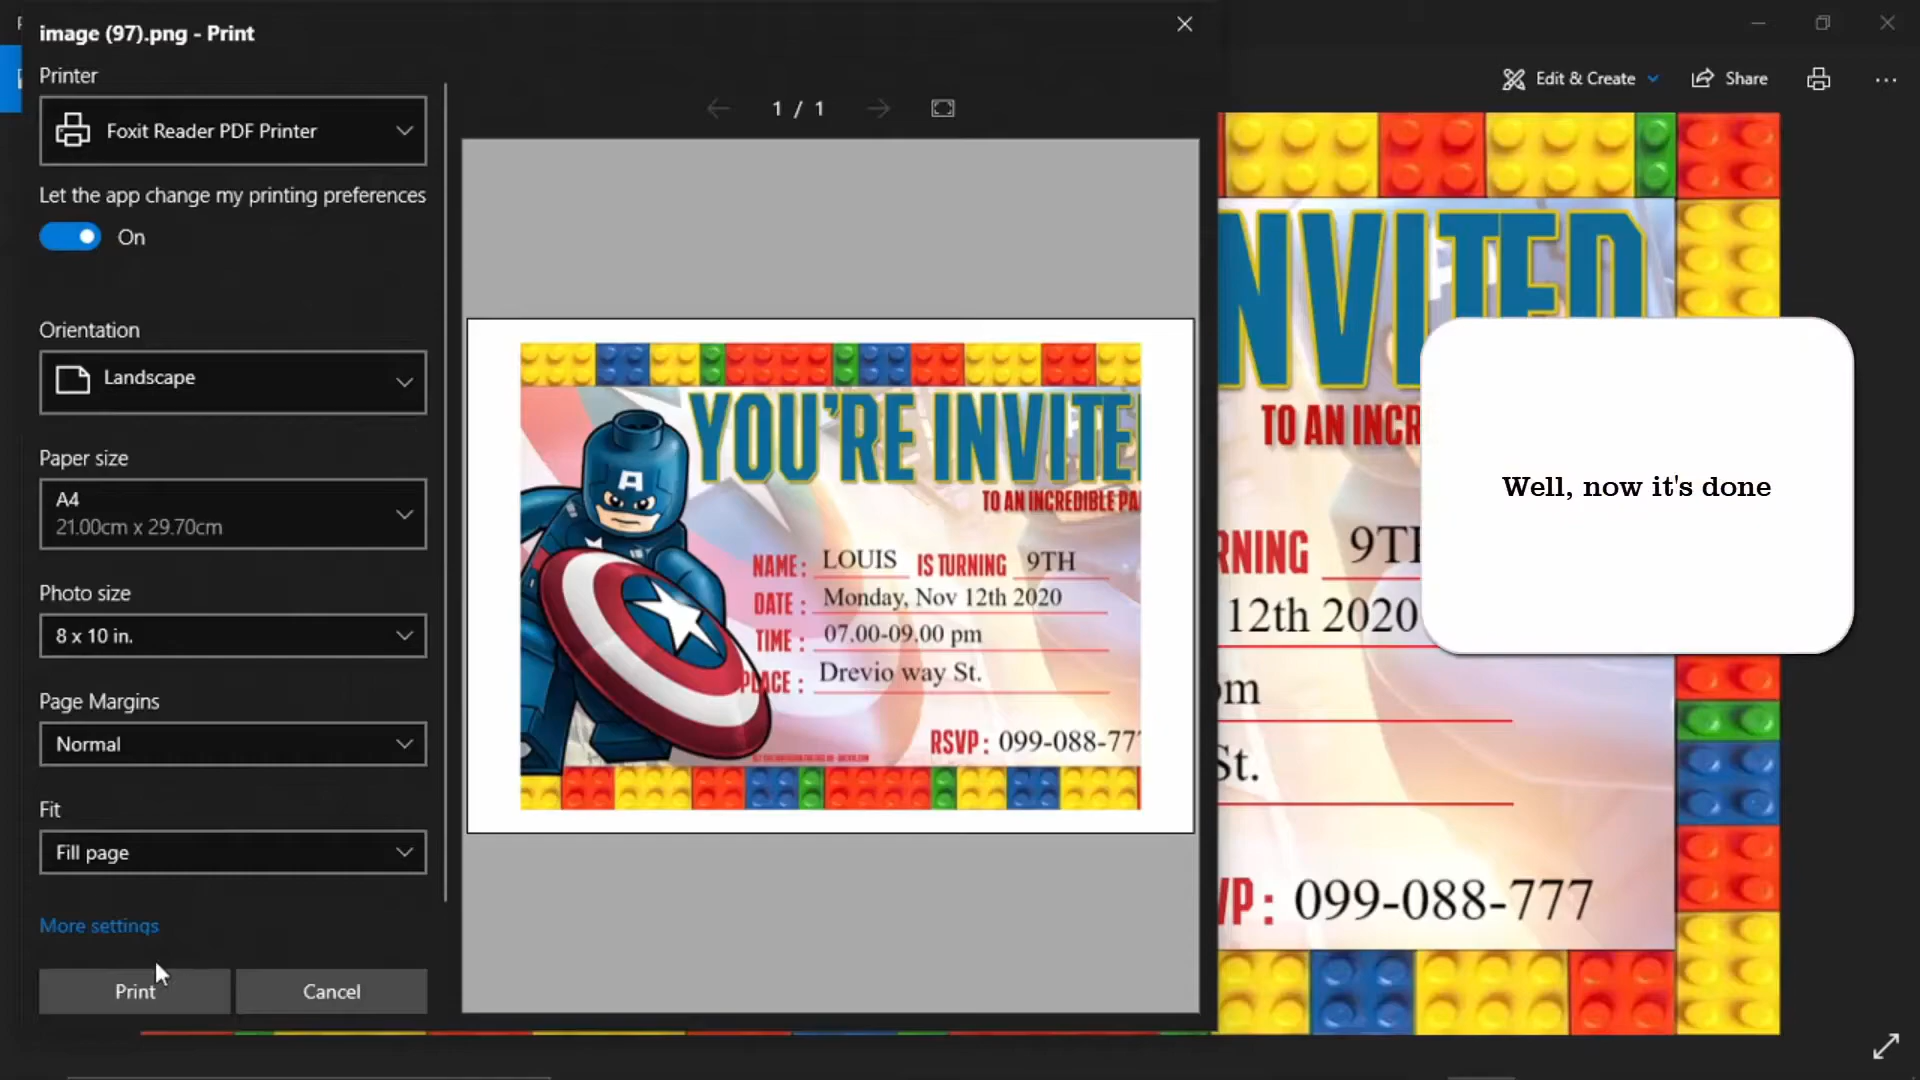 image (97).png - Print
Printer
Foxit Reader PDF Printer
Let the app change my printing preferences
On
Orientation
Landscape
Paper size
A4
21.00cm x 29.70cm
Photo size
8 x 10 in.
Page Margins
Normal
Fit
Fill page
More settings
Print
Cancel
1 / 1
YOU'RE INVITE
TO AN INCREDIBLE PA
NAME : LOUIS IS TURNING 9TH
DATE : Monday, Nov 12th 2020
TIME : 07.00-09.00 pm
PLACE : Drevio way St.
RSVP : 099-088-77
A
Edit & Create
Share
NVITED
TO AN INCR
RNING 9TH
12th 2020
pm
St.
VP : 099-088-777
Well, now it's done